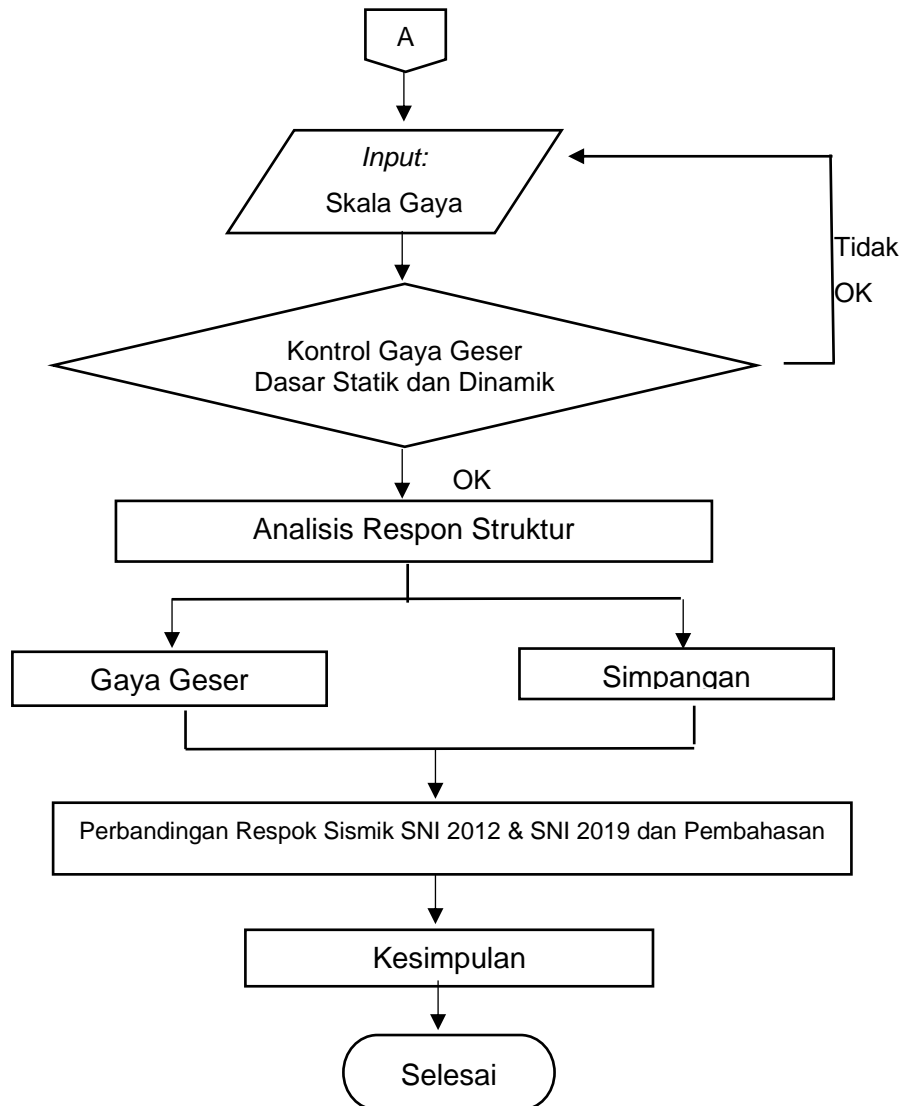 A
Input:
Skala Gaya
Tidak
OK
Kontrol Gaya Geser
Dasar Statik dan Dinamik
OK
Analisis Respon Struktur
Gaya Geser
Simpangan
Perbandingan Respok Sismik SNI 2012 & SNI 2019 dan Pembahasan
Kesimpulan
Selesai